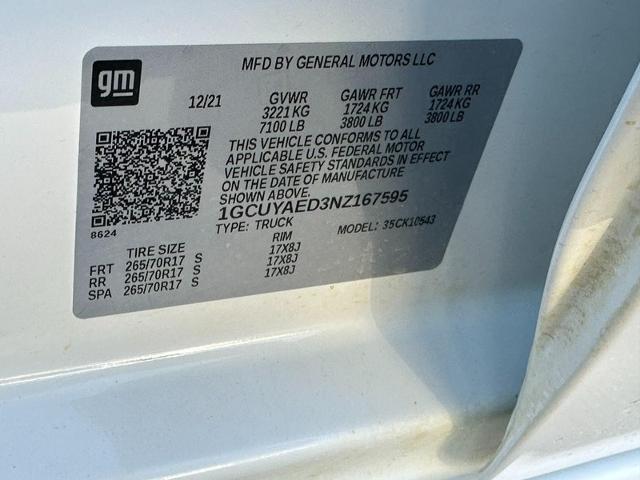 gm
MFD BY GENERAL MOTORS LLC
12/21 GVWR GAWR FRT GAWR RR
3221 KG 1724 KG 1724 KG
7100 LB 3800 LB 3800 LB
THIS VEHICLE CONFORMS TO ALL
APPLICABLE U.S. FEDERAL MOTOR
VEHICLE SAFETY STANDARDS IN EFFECT
ON THE DATE OF MANUFACTURE
SHOWN ABOVE.
1GCUYAED3NZ167595
8624 TYPE: TRUCK MODEL: 35CK10543
TIRE SIZE RIM
FRT 265/70R17 S 17X8J
RR 265/70R17 S 17X8J
SPA 265/70R17 S 17X8J